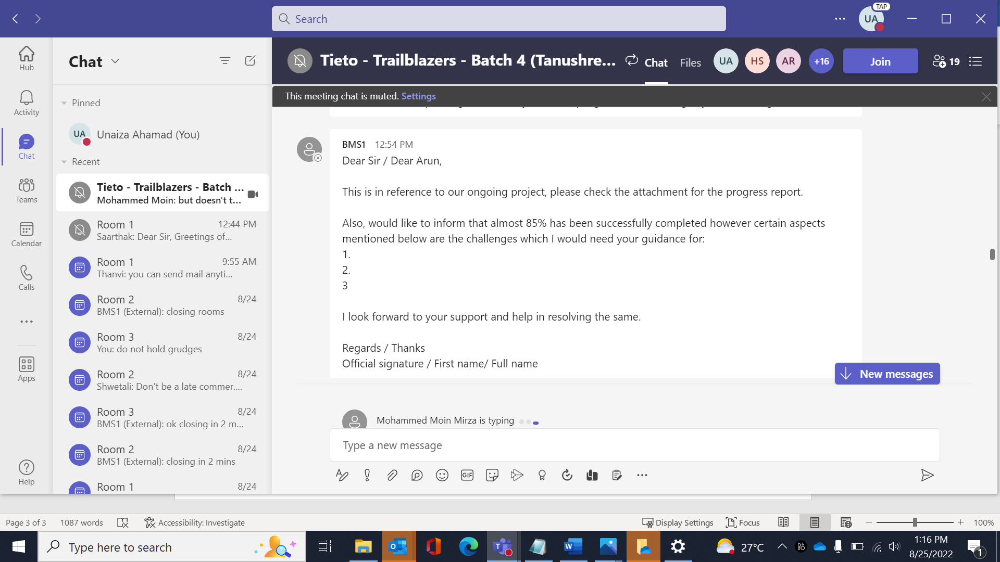 Search
TAP
UA
Hub
Activity
Chat
Teams
Calendar
Calls
Apps
Help
Chat
Pinned
UA
Unaiza Ahamad (You)
Recent
Tieto - Trailblazers - Batch ...
Mohammed Moin: but doesn't t...
Room 1 12:44 PM
Saarthak: Dear Sir, Greetings of...
Room 1 9:55 AM
Thanvi: you can send mail anyti...
Room 2 8/24
BMS1 (External): closing rooms
Room 3 8/24
You: do not hold grudges
Room 2 8/24
Shwetali: Don't be a late commer....
Room 3 8/24
BMS1 (External): ok closing in 2 m...
Room 2 8/24
BMS1 (External): closing in 2 mins
Room 1 8/24
Tieto - Trailblazers - Batch 4 (Tanushre... Chat Files UA HS AR +16 Join 19
This meeting chat is muted. Settings
BMS1 12:54 PM
Dear Sir / Dear Arun,
This is in reference to our ongoing project, please check the attachment for the progress report.
Also, would like to inform that almost 85% has been successfully completed however certain aspects
mentioned below are the challenges which I would need your guidance for:
1.
2.
3
I look forward to your support and help in resolving the same.
Regards / Thanks
Official signature / First name/ Full name
New messages
Mohammed Moin Mirza is typing
Type a new message
GIF
Page 3 of 3 1087 words Accessibility: Investigate Display Settings Focus 100%
Type here to search
27°C
1:16 PM
8/25/2022
1